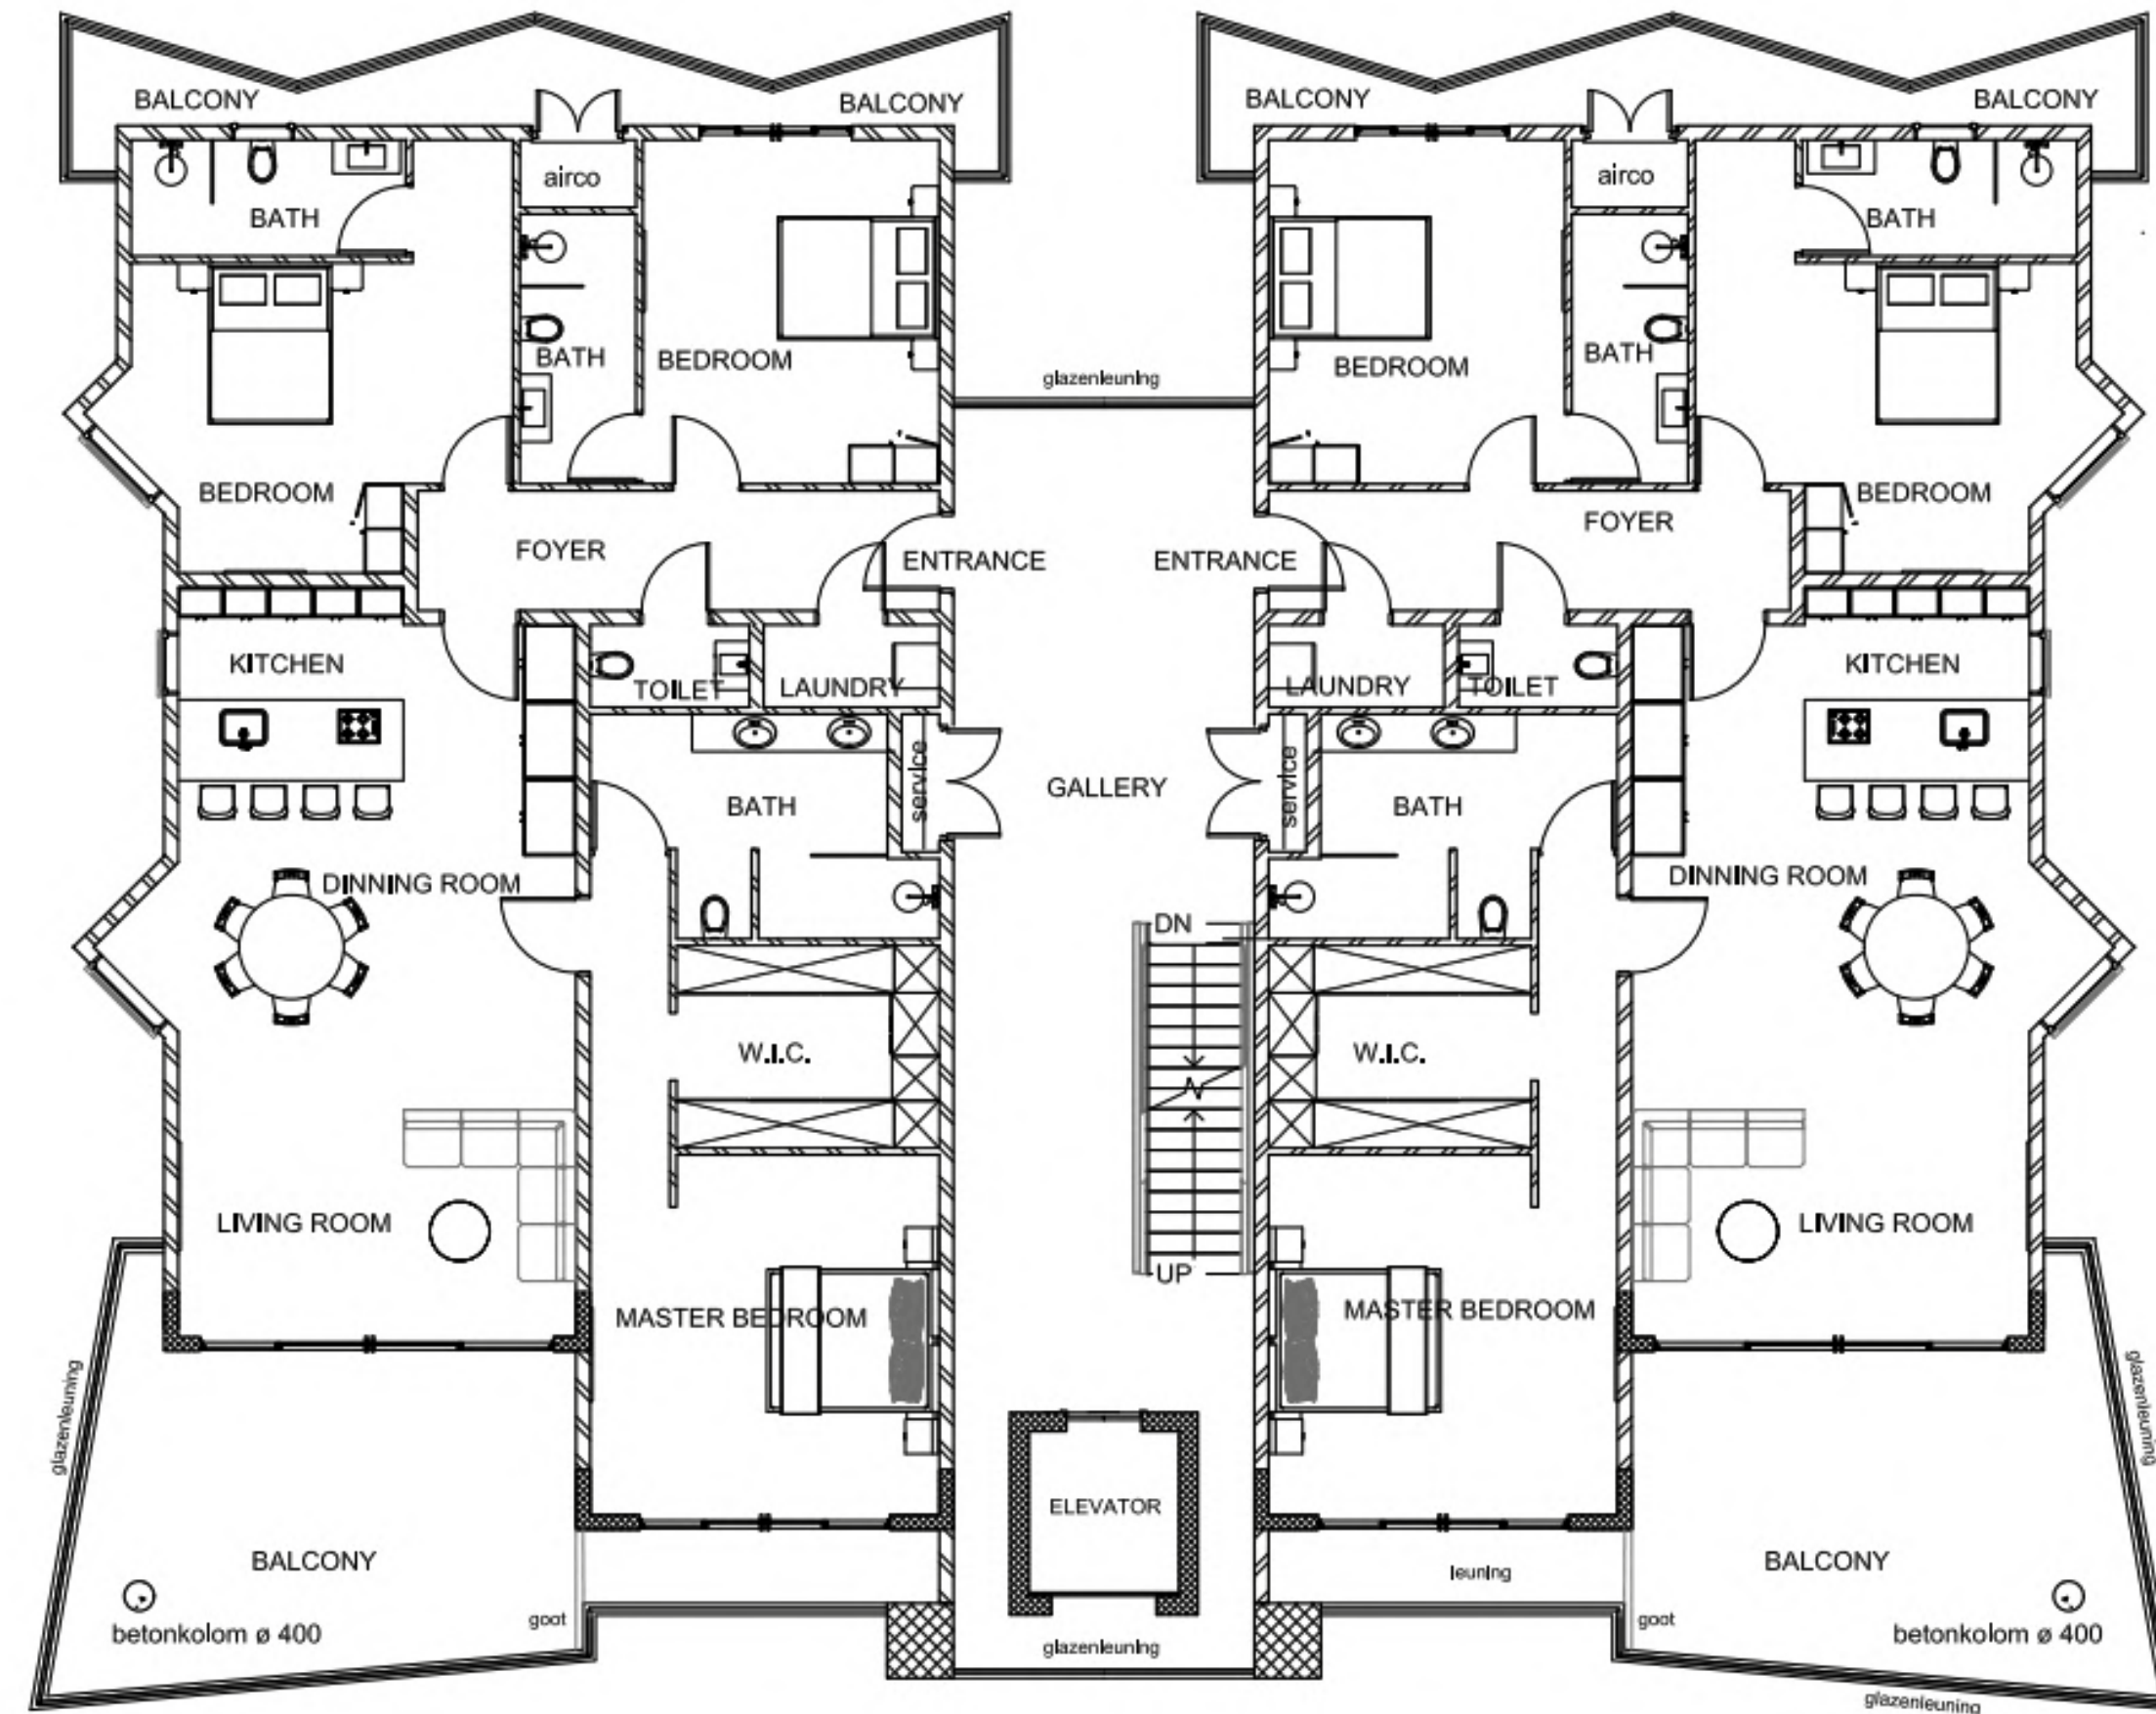 BALCONY
BALCONY
BALCONY
BALCONY
airco
airco
BATH
BATH
BATH
BEDROOM
glazenleuning
BEDROOM
BATH
BEDROOM
BEDROOM
FOYER
FOYER
ENTRANCE
ENTRANCE
KITCHEN
TOILET
LAUNDRY
LAUNDRY
TOILET
KITCHEN
service
GALLERY
service
BATH
BATH
DINNING ROOM
DINNING ROOM
DN
W.I.C.
W.I.C.
LIVING ROOM
LIVING ROOM
UP
MASTER BEDROOM
MASTER BEDROOM
glazenleuning
glazenleuning
ELEVATOR
BALCONY
leuning
BALCONY
betonkolom ø 400
goot
glazenleuning
goot
betonkolom ø 400
glazenleuning